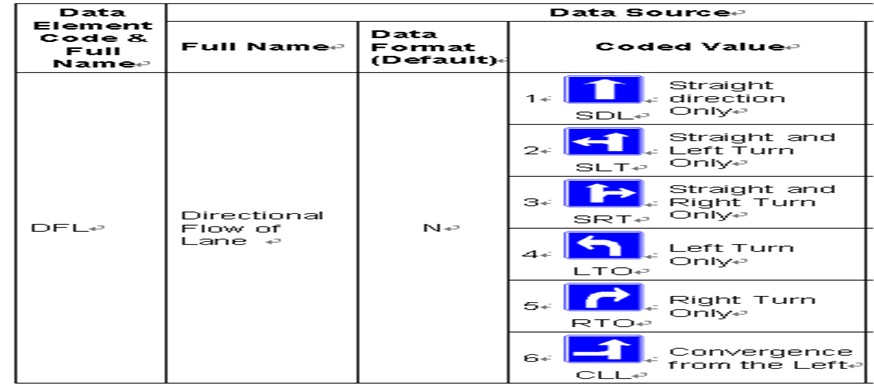 Data
Element
Code &
Full
Name
Data Source
Full Name
Data
Format
(Default)
Coded Value
DFL
Directional
Flow of
Lane
N
1
SDL
Straight
direction
Only
2
SLT
Straight and
Left Turn
Only
3
SRT
Straight and
Right Turn
Only
4
LTO
Left Turn
Only
5
RTO
Right Turn
Only
6
CLL
Convergence
from the Left